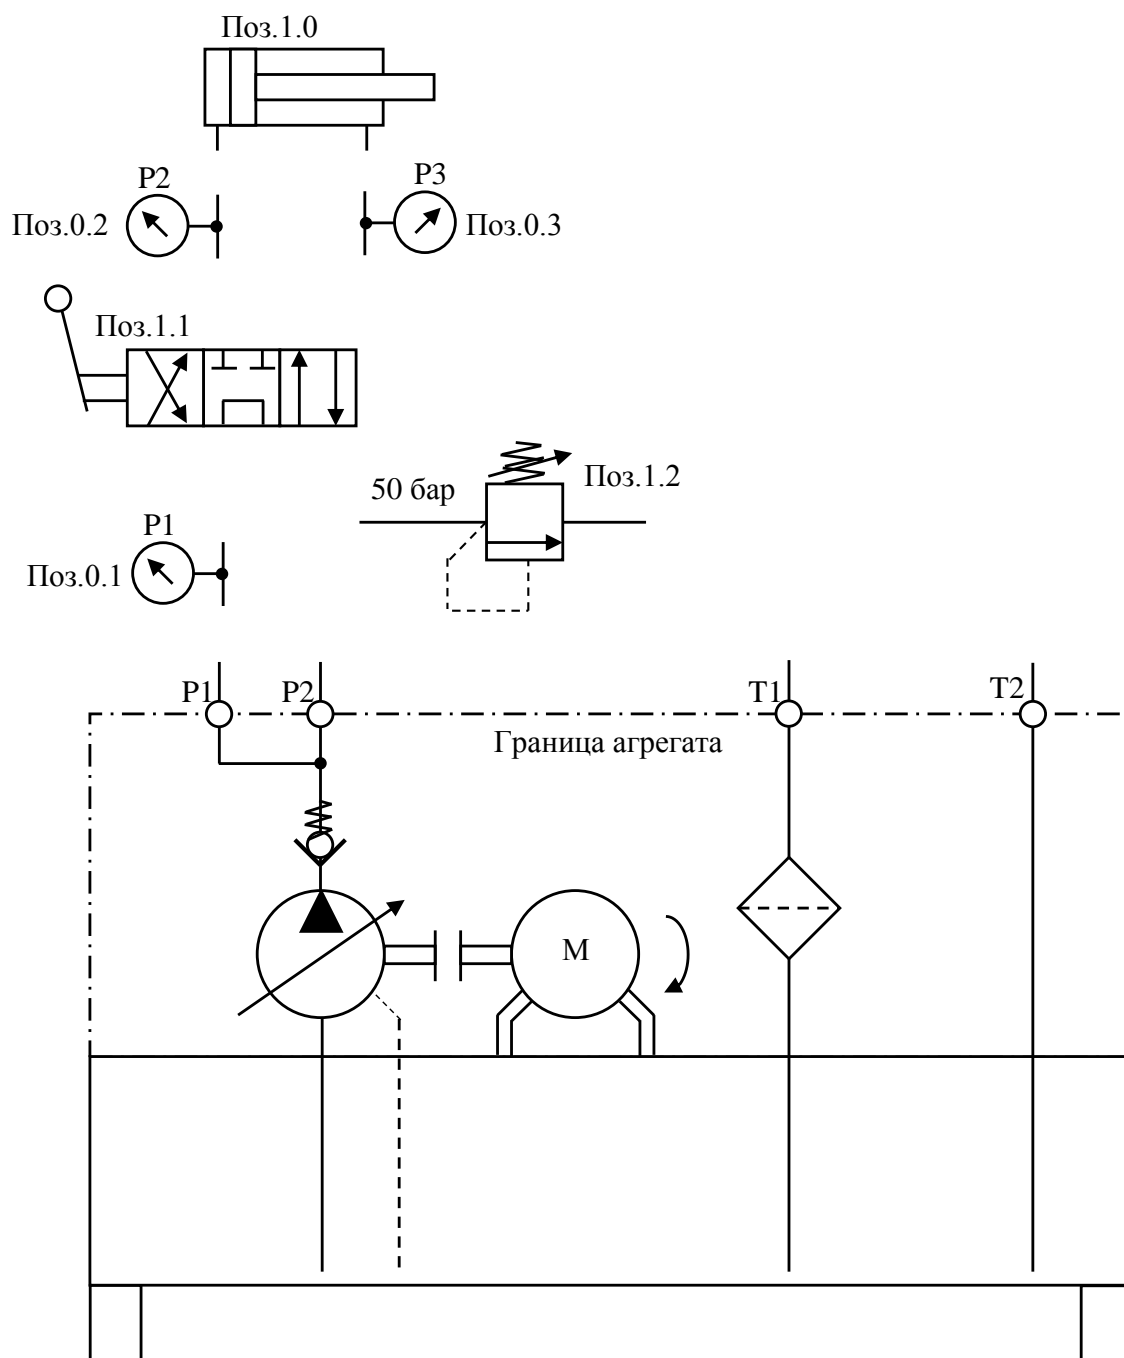 Поз.1.0
P2
P3
Поз.0.2
Поз.0.3
Поз.1.1
50 бар
Поз.1.2
P1
Поз.0.1
P1
P2
T1
T2
Граница агрегата
М